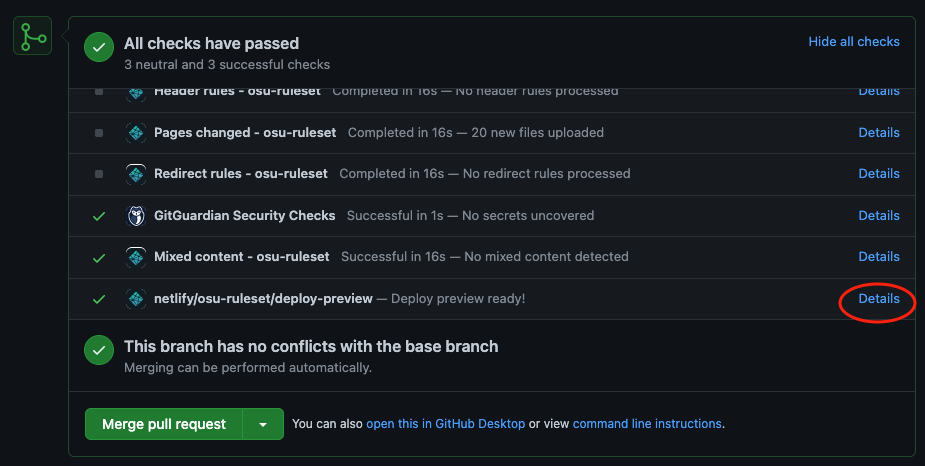 All checks have passed
Hide all checks
3 neutral and 3 successful checks
Header rules - osu-ruleset Completed in 16s — No header rules processed Details
Pages changed - osu-ruleset Completed in 16s — 20 new files uploaded Details
Redirect rules - osu-ruleset Completed in 16s — No redirect rules processed Details
GitGuardian Security Checks Successful in 1s — No secrets uncovered Details
Mixed content - osu-ruleset Successful in 16s — No mixed content detected Details
netlify/osu-ruleset/deploy-preview — Deploy preview ready! Details
This branch has no conflicts with the base branch
Merging can be performed automatically.
Merge pull request You can also open this in GitHub Desktop or view command line instructions.